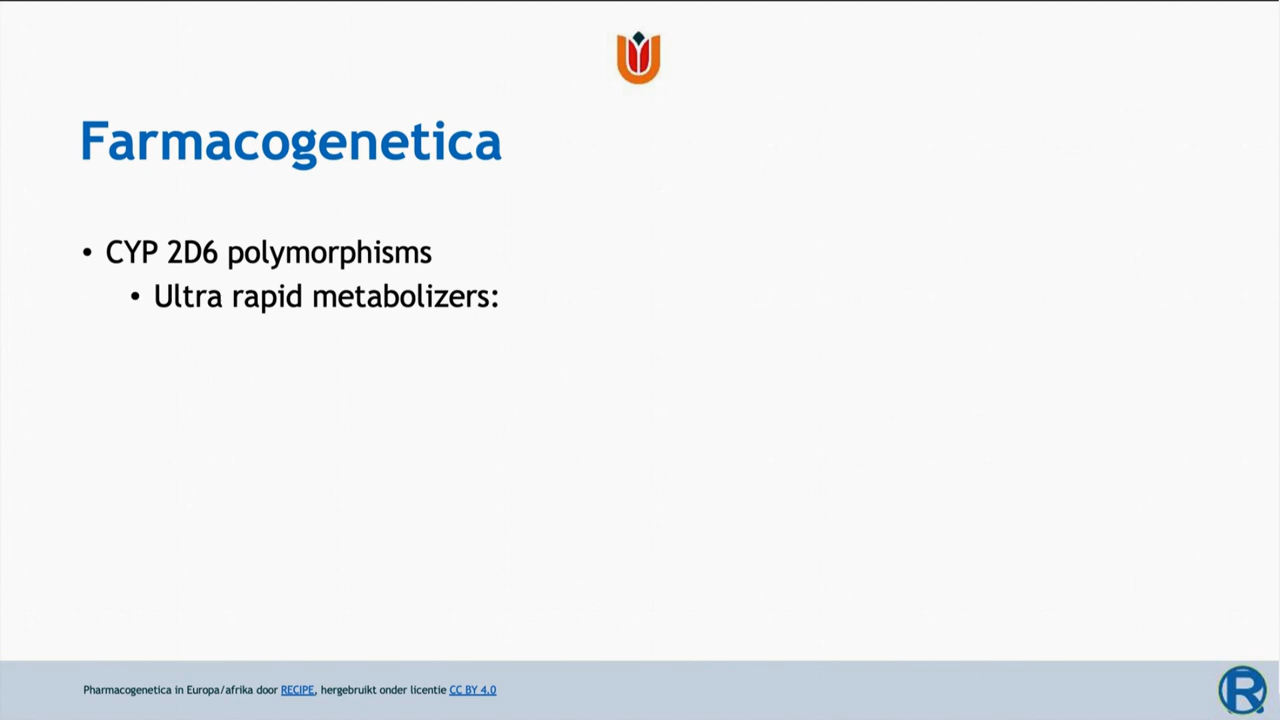 Farmacogenetica
• CYP 2D6 polymorphisms
• Ultra rapid metabolizers:
Pharmacogenetica in Europa/afrika door RECIPE, hergebruikt onder licentie CC BY 4.0
R